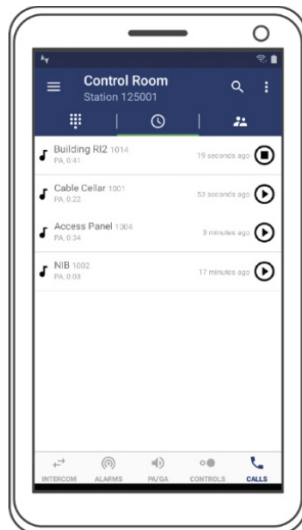 Control Room
Station 125001
Building RI2 1014
PA, 0:41
19 seconds ago
Cable Cellar 1001
PA, 0:22
53 seconds ago
Access Panel 1004
PA, 0:34
3 minutes ago
NIB 1002
PA, 0:08
17 minutes ago
INTERCOM
ALARMS
PA/GA
CONTROLS
CALLS